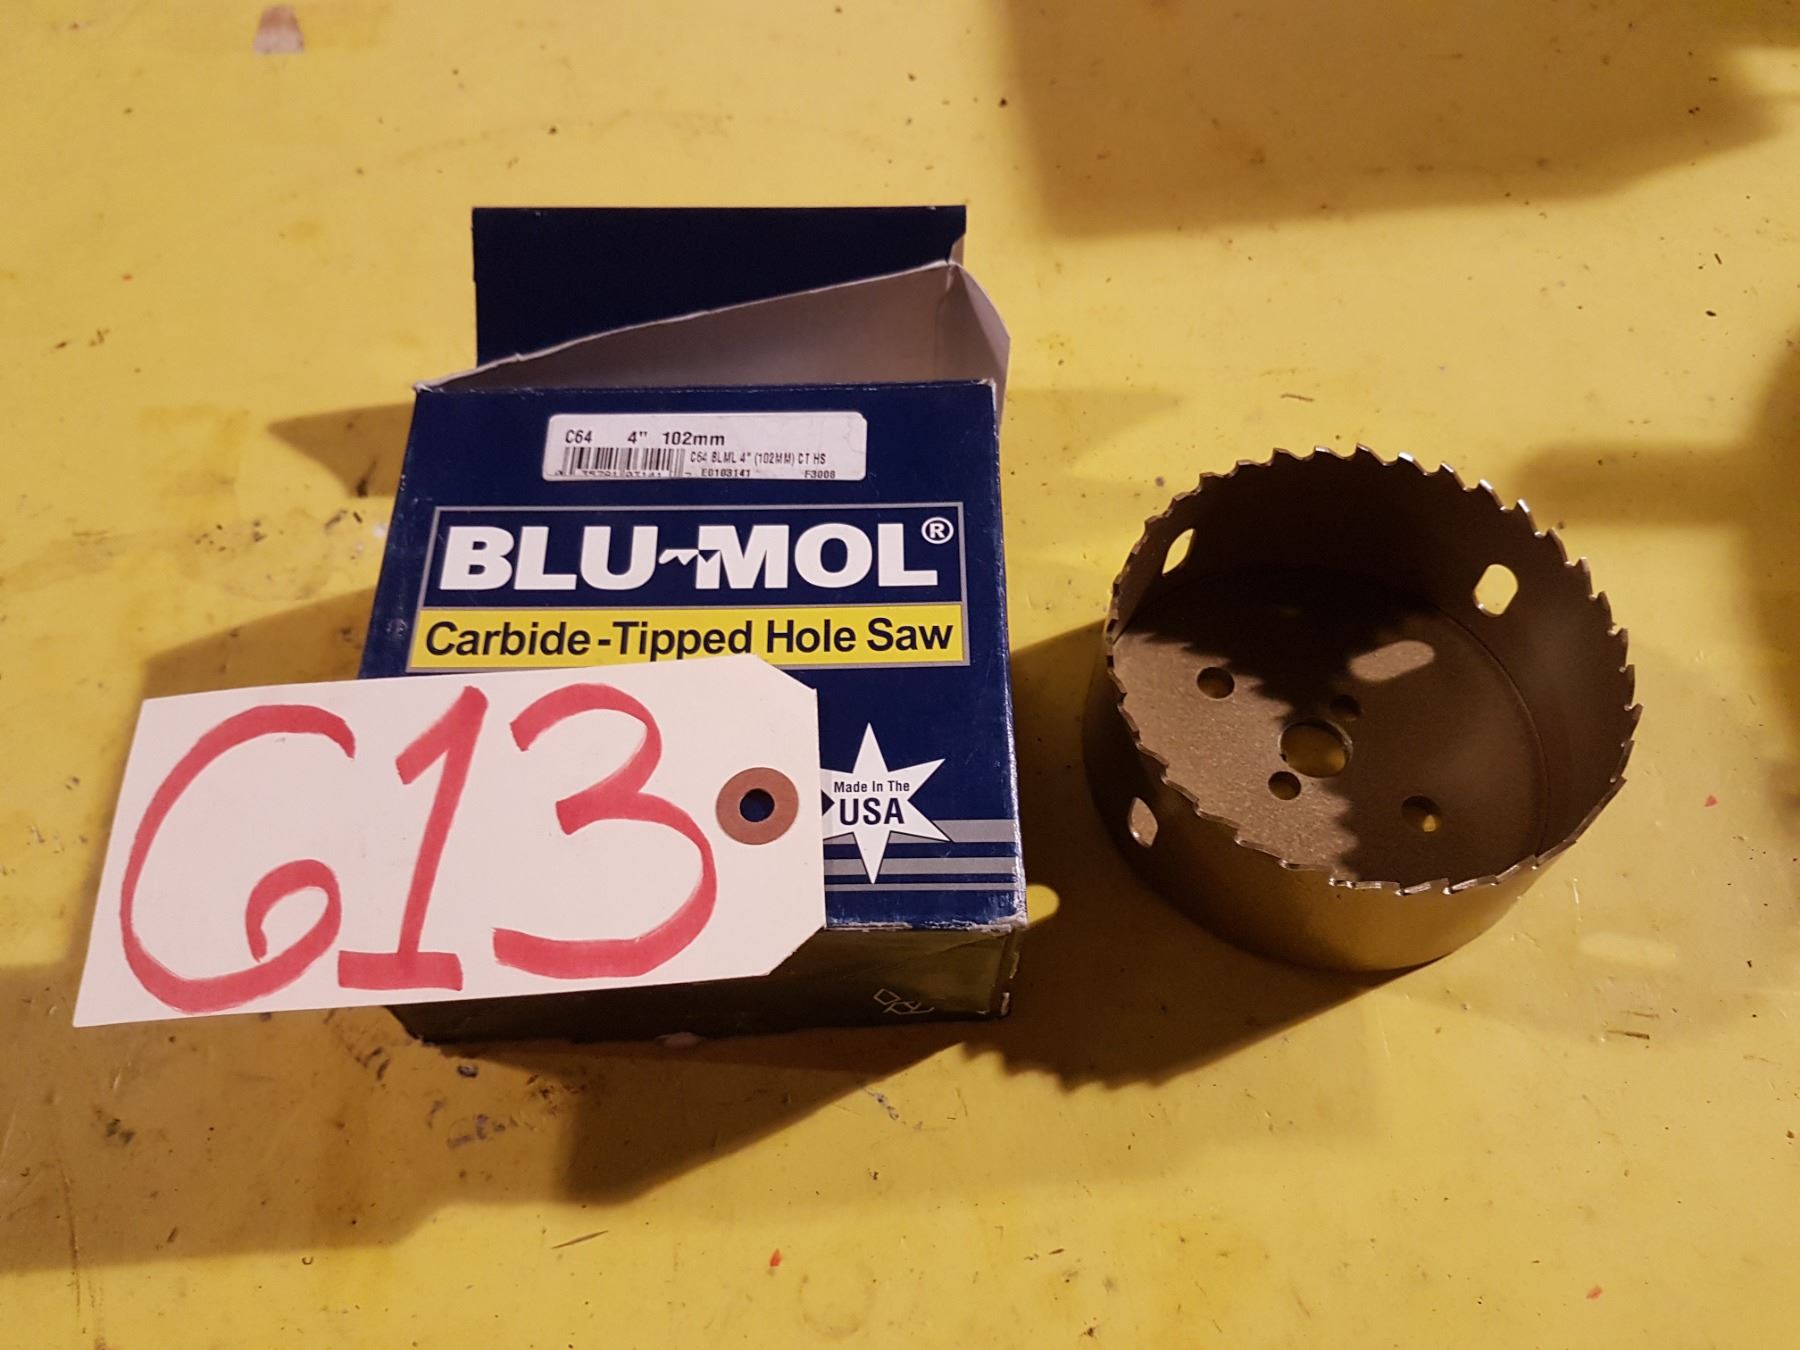 C64 4" 102mm
C64 BLML 4" (102MM) CT HS
E0103141 F3006
BLU-MOL®
Carbide-Tipped Hole Saw
613
Made In The
USA